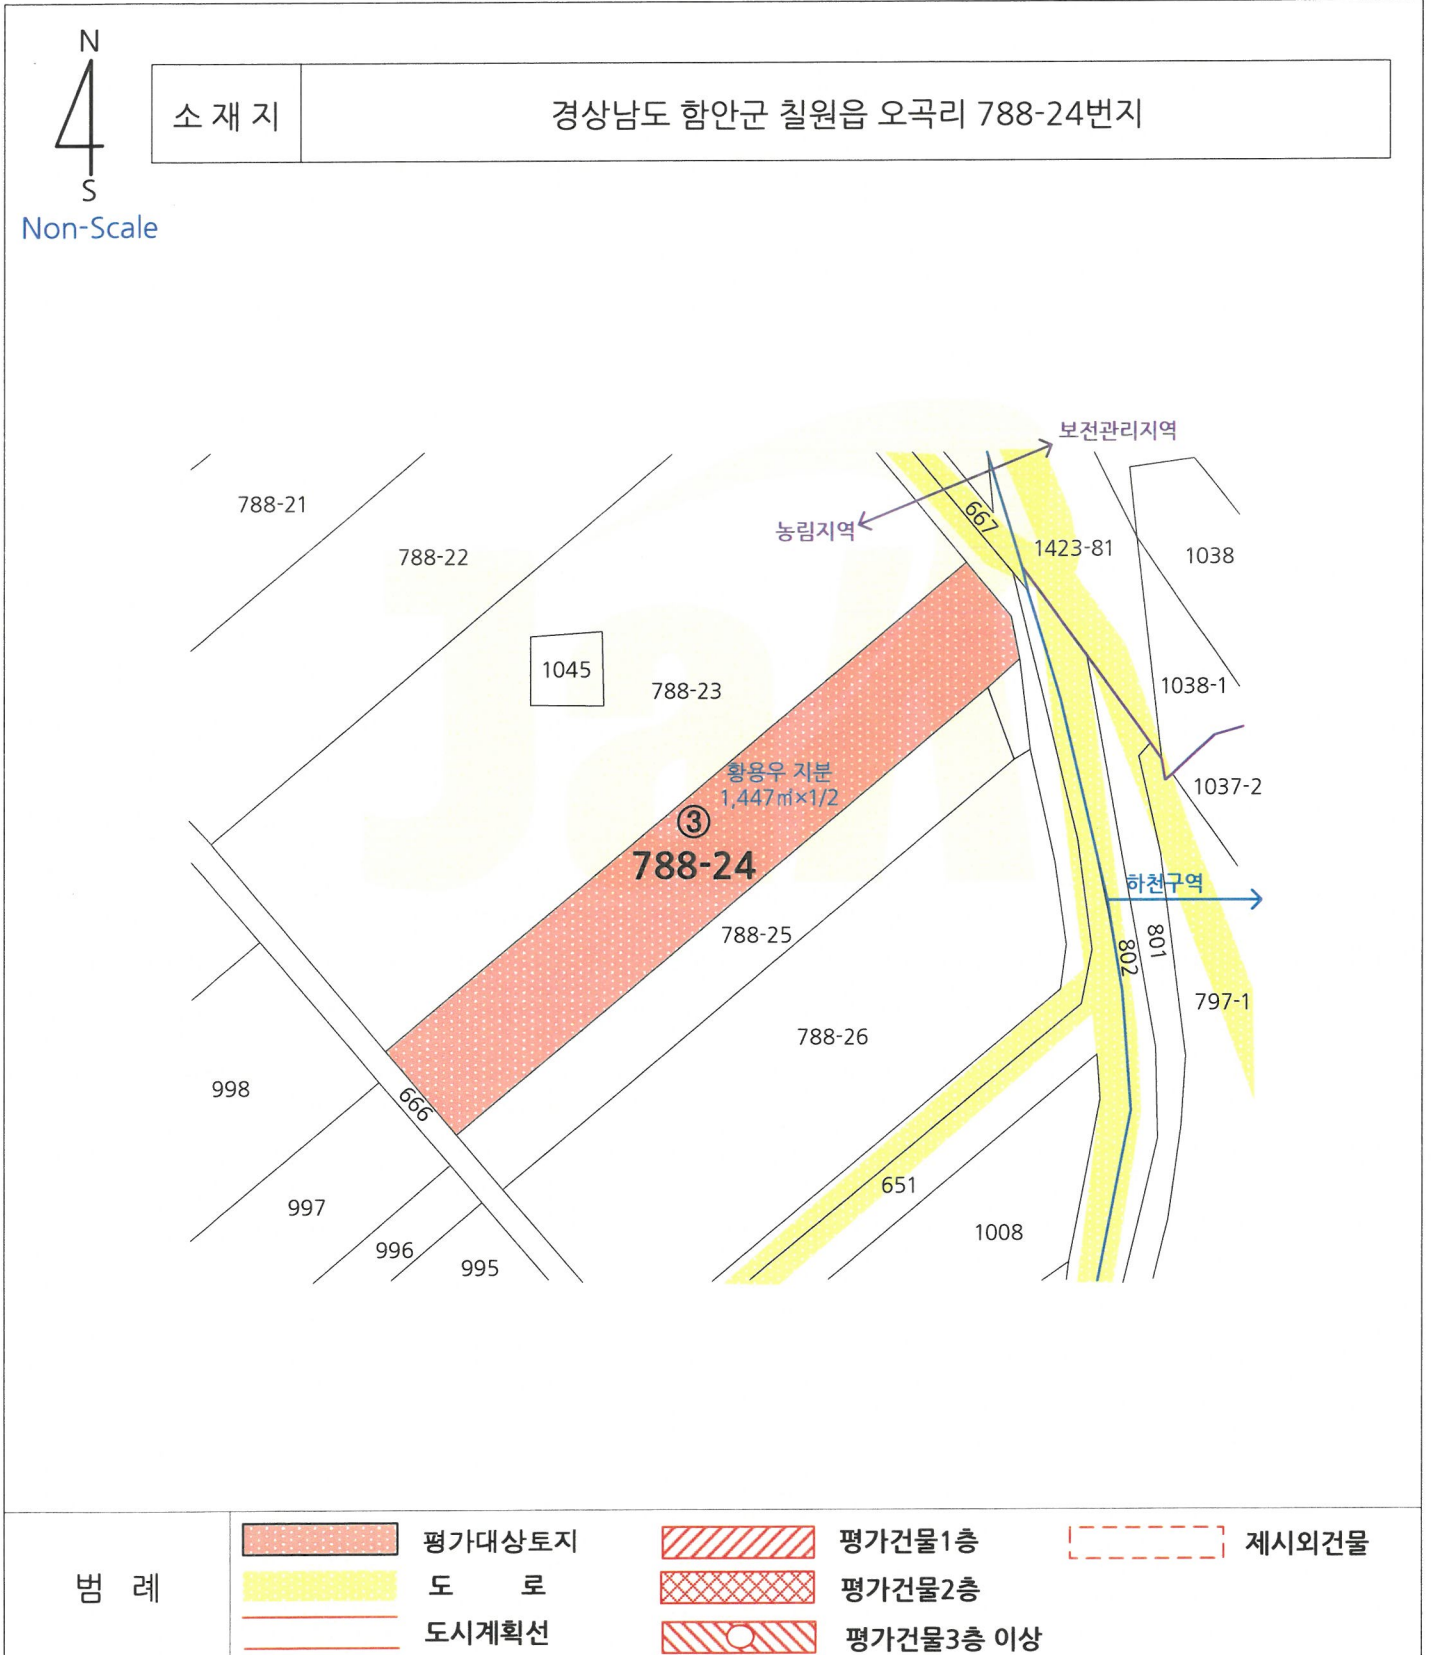 N
S
Non-Scale
소 재 지
경상남도 함안군 칠원읍 오곡리 788-24번지
보전관리지역
농림지역
788-21
788-22
667
1423-81
1038
1045
788-23
1038-1
황용우 지분
1,447㎡×1/2
③
788-24
1037-2
하천구역
788-25
802
801
797-1
788-26
998
666
651
997
996
995
1008
범 례
평가대상토지
도 로
도시계획선
평가건물1층
평가건물2층
평가건물3층 이상
제시외건물